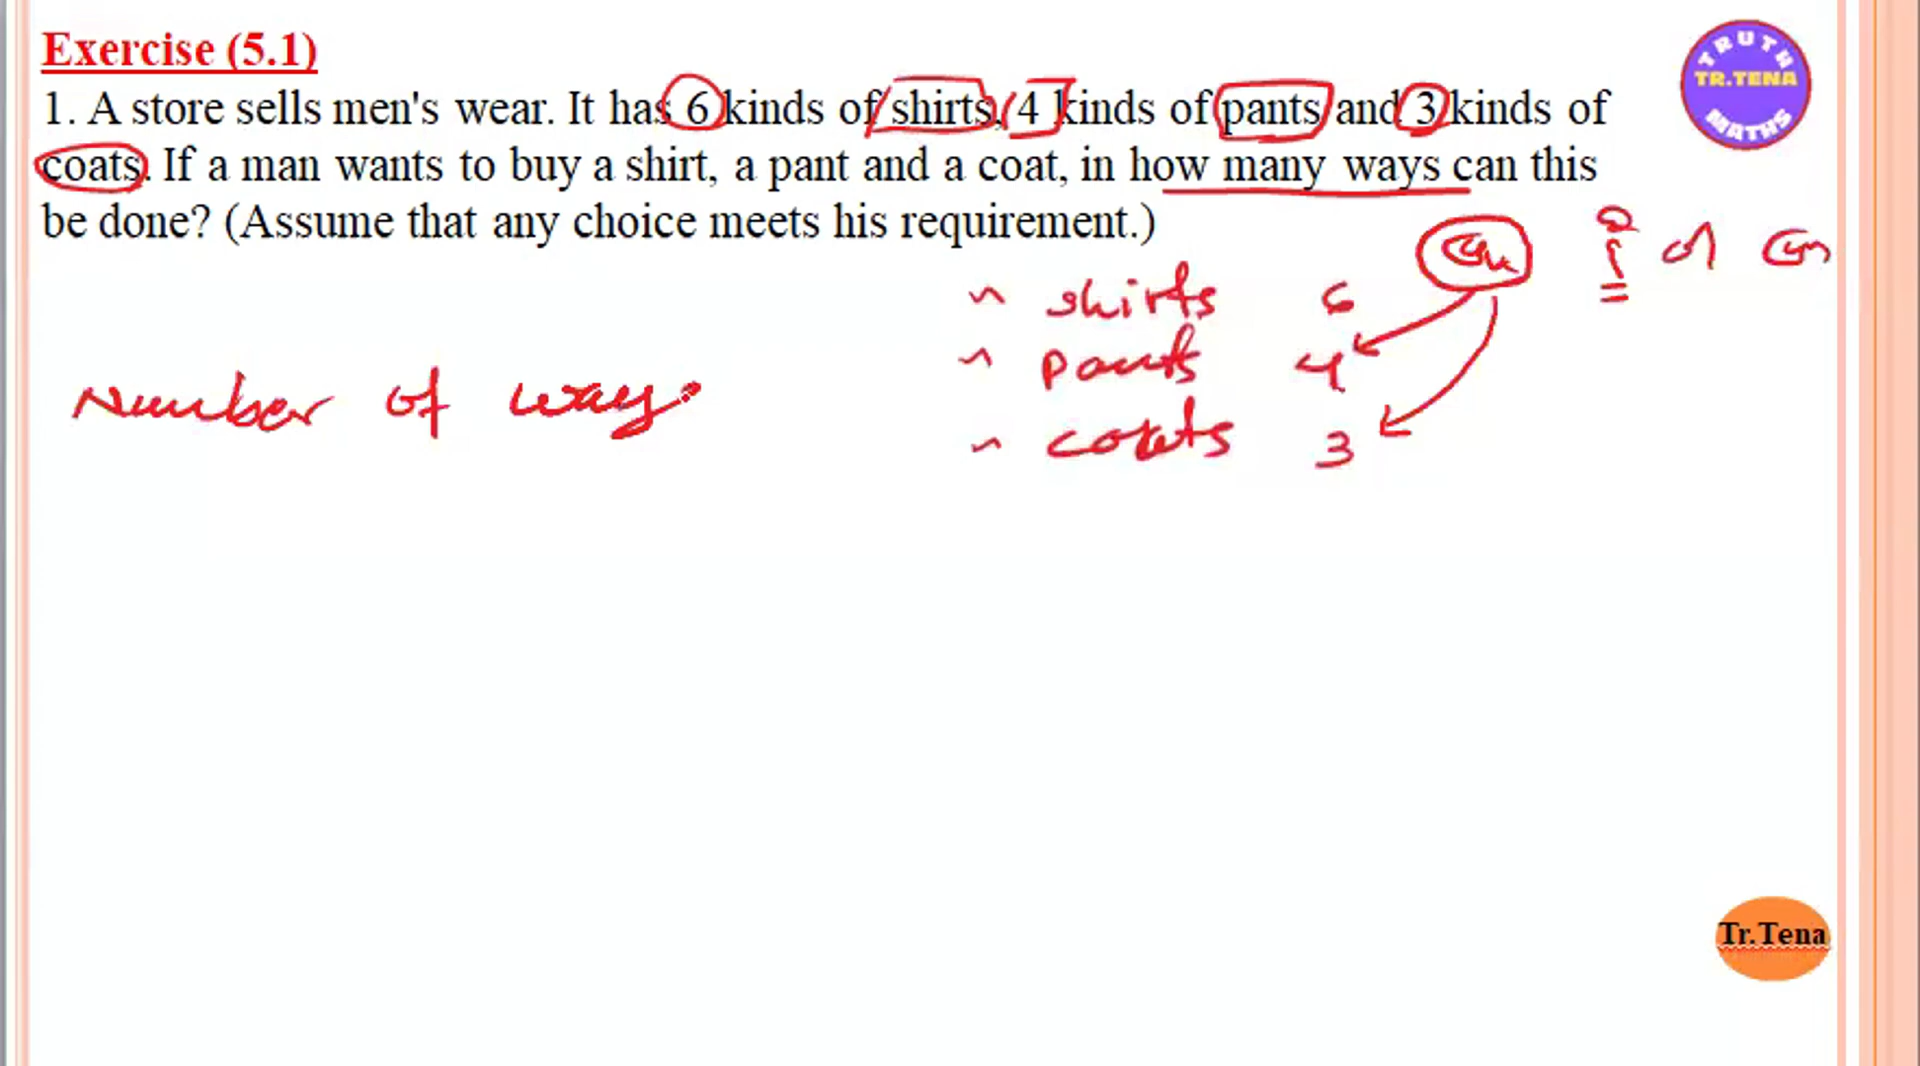 Exercise (5.1)
TRUTH
TR.TENA
MATHS
1. A store sells men's wear. It has 6 kinds of shirts, 4 kinds of pants and 3 kinds of
coats. If a man wants to buy a shirt, a pant and a coat, in how many ways can this
be done? (Assume that any choice meets his requirement.)
shirts 6
pants 4
coats 3
Number of ways
Tr.Tena